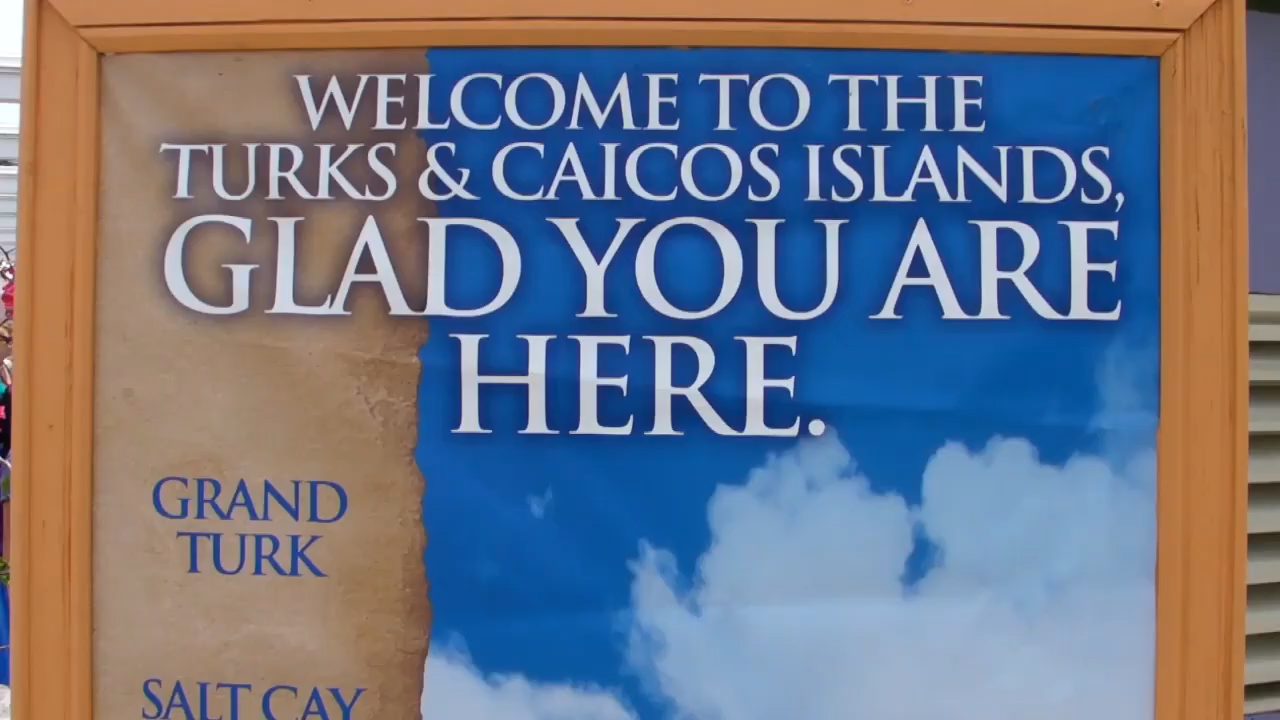 WELCOME TO THE
TURKS & CAICOS ISLANDS,
GLAD YOU ARE
HERE.
GRAND
TURK
SALT CAY